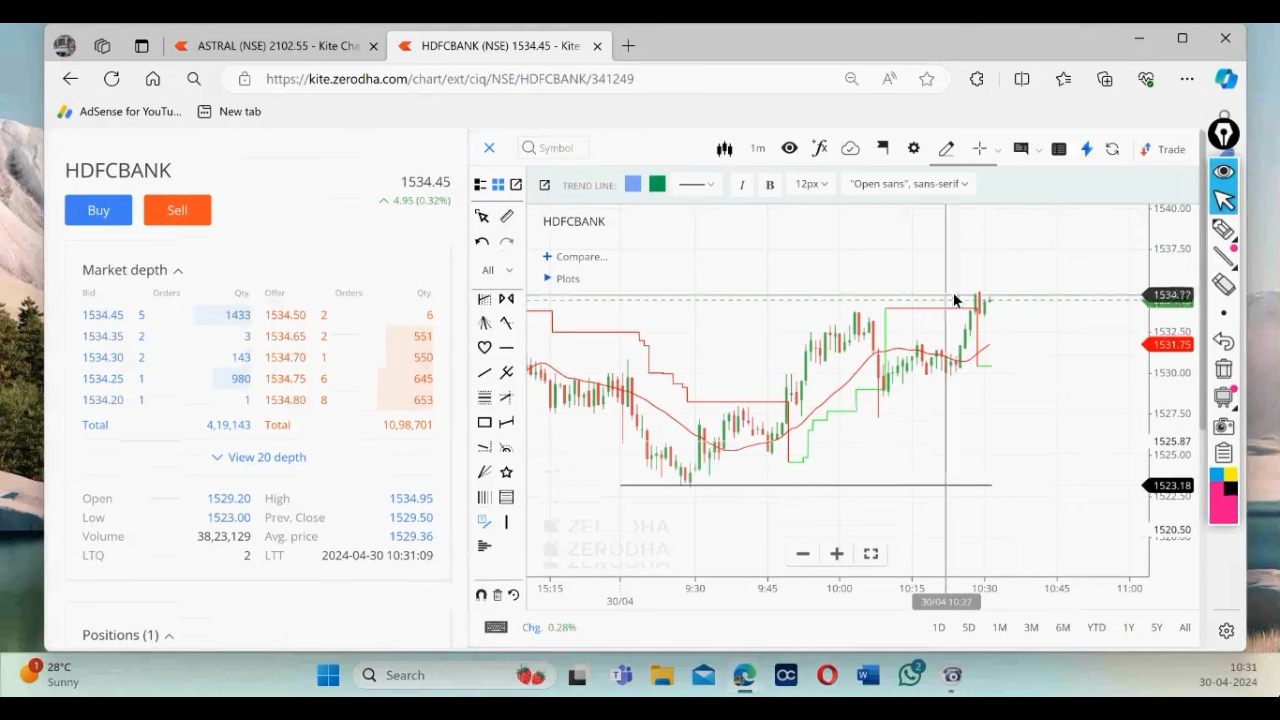 ASTRAL (NSE) 2102.55 - Kite Cha
HDFCBANK (NSE) 1534.45 - Kite
https://kite.zerodha.com/chart/ext/ciq/NSE/HDFCBANK/341249
AdSense for YouTu...
New tab
HDFCBANK
1534.45
4.95 (0.32%)
Buy
Sell
Market depth
Bid Orders Qty. Offer Orders Qty.
1534.45 5 1433 1534.50 2 6
1534.35 2 3 1534.65 2 551
1534.30 2 143 1534.70 1 550
1534.25 1 980 1534.75 6 645
1534.20 1 1 1534.80 8 653
Total 4,19,143 Total 10,98,701
View 20 depth
Open 1529.20 High 1534.95
Low 1523.00 Prev. Close 1529.50
Volume 38,23,129 Avg. price 1529.36
LTQ 2 LTT 2024-04-30 10:31:09
Positions (1)
Symbol
1m
Trade
TREND LINE:
I B 12px "Open sans", sans-serif
All
HDFCBANK
Compare...
Plots
1540.00
1537.50
1534.77
1532.50
1531.75
1530.00
1527.50
1525.87
1525.00
1523.18
1522.50
1520.50
ZERODHA
ZERODHA
15:15 9:30 9:45 10:00 10:15 10:30 10:45 11:00
30/04
30/04 10:27
Chg. 0.28%
1D 5D 1M 3M 6M YTD 1Y 5Y All
1
28°C
Sunny
Search
2
10:31
30-04-2024